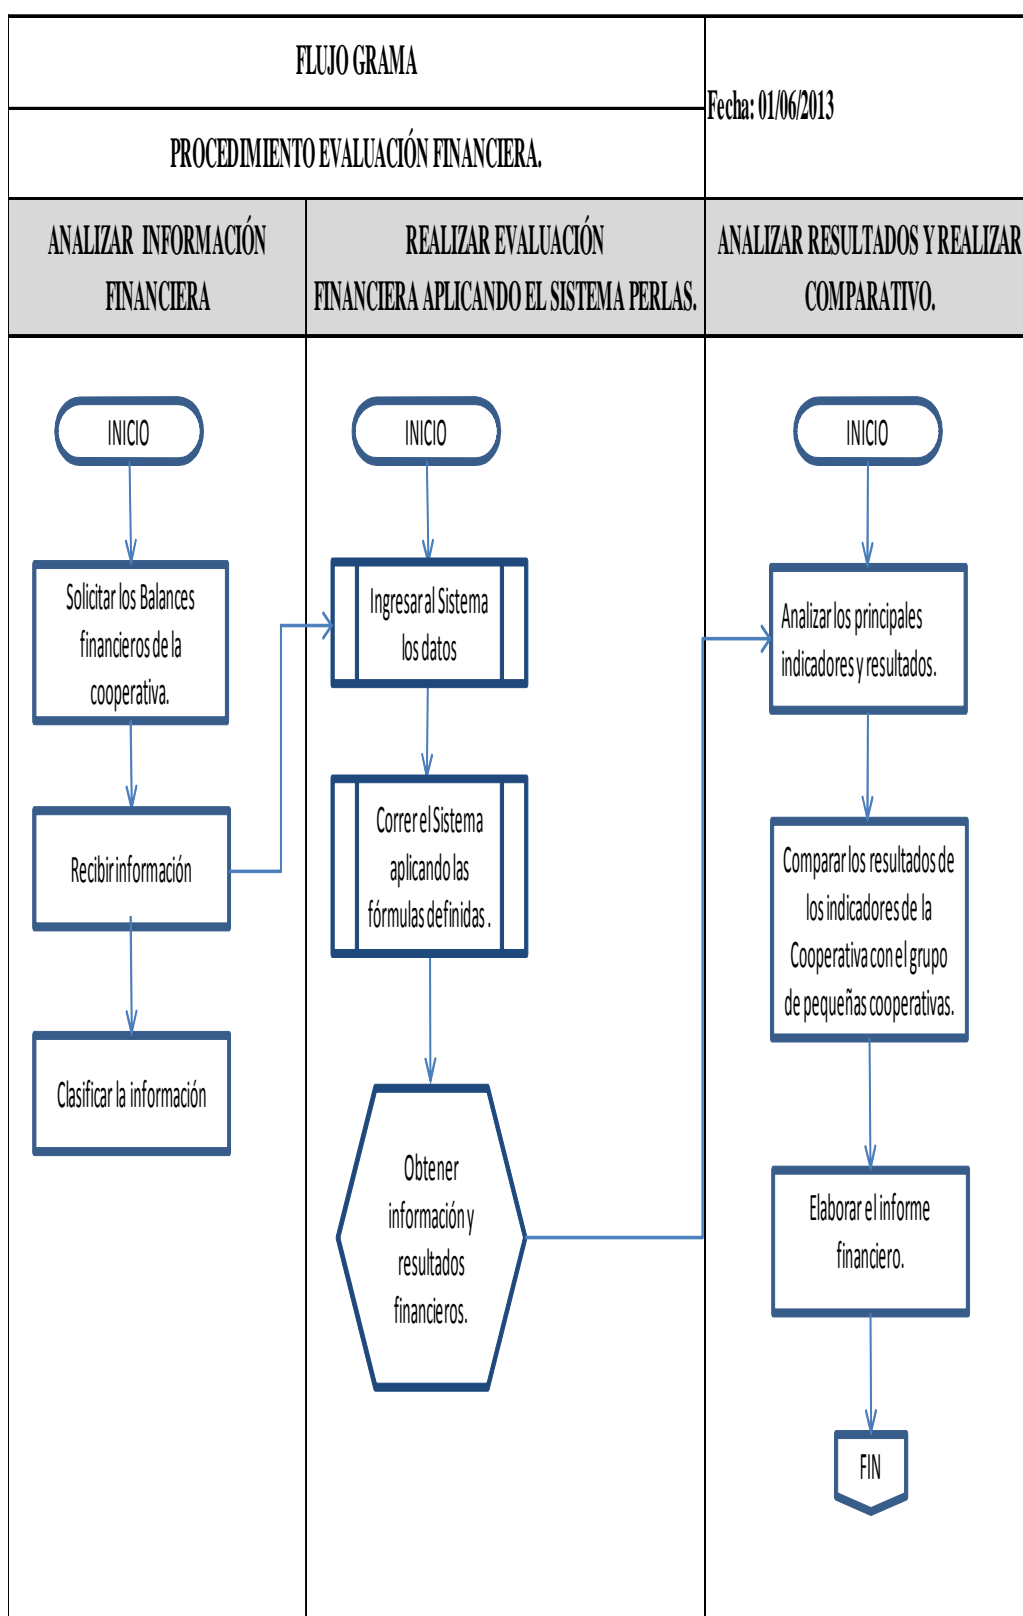 FLUJO GRAMA
Fecha: 01/06/2013
PROCEDIMIENTO EVALUACIÓN FINANCIERA.
ANALIZAR INFORMACIÓN
FINANCIERA
REALIZAR EVALUACIÓN
FINANCIERA APLICANDO EL SISTEMA PERLAS.
ANALIZAR RESULTADOS Y REALIZAR
COMPARATIVO.
INICIO
Solicitar los Balances
financieros de la
cooperativa.
Recibir información
Clasificar la información
INICIO
Ingresar al Sistema
los datos
Correr el Sistema
aplicando las
fórmulas definidas .
Obtener
información y
resultados
financieros.
INICIO
Analizar los principales
indicadores y resultados.
Comparar los resultados de
los indicadores de la
Cooperativa con el grupo
de pequeñas cooperativas.
Elaborar el informe
financiero.
FIN